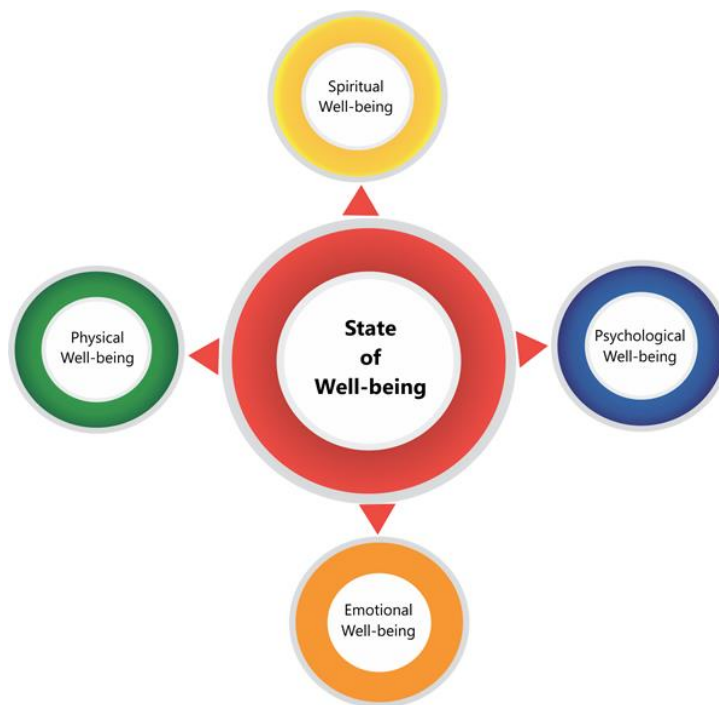 Spiritual
Well-being
Physical
Well-being
State
of
Well-being
Psychological
Well-being
Emotional
Well-being